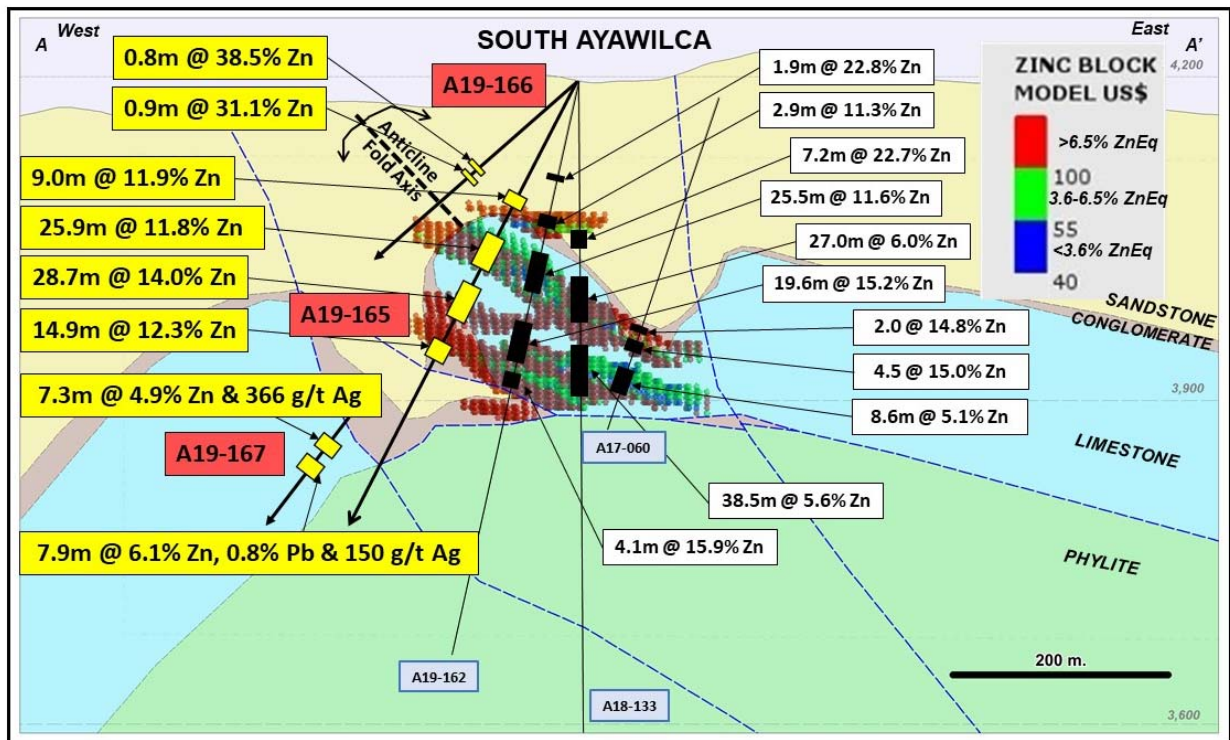 West
A
SOUTH AYAWILCA
East
A'
4,200
0.8m @ 38.5% Zn
0.9m @ 31.1% Zn
9.0m @ 11.9% Zn
25.9m @ 11.8% Zn
28.7m @ 14.0% Zn
14.9m @ 12.3% Zn
7.3m @ 4.9% Zn & 366 g/t Ag
A19-167
7.9m @ 6.1% Zn, 0.8% Pb & 150 g/t Ag
A19-166
A19-165
Anticline
Fold Axis
1.9m @ 22.8% Zn
2.9m @ 11.3% Zn
7.2m @ 22.7% Zn
25.5m @ 11.6% Zn
27.0m @ 6.0% Zn
19.6m @ 15.2% Zn
2.0 @ 14.8% Zn
4.5 @ 15.0% Zn
8.6m @ 5.1% Zn
38.5m @ 5.6% Zn
4.1m @ 15.9% Zn
A17-060
A19-162
A18-133
ZINC BLOCK
MODEL US$
>6.5% ZnEq
100
3.6-6.5% ZnEq
55
<3.6% ZnEq
40
SANDSTONE
CONGLOMERATE
3,900
LIMESTONE
PHYLITE
200 m.
3,600